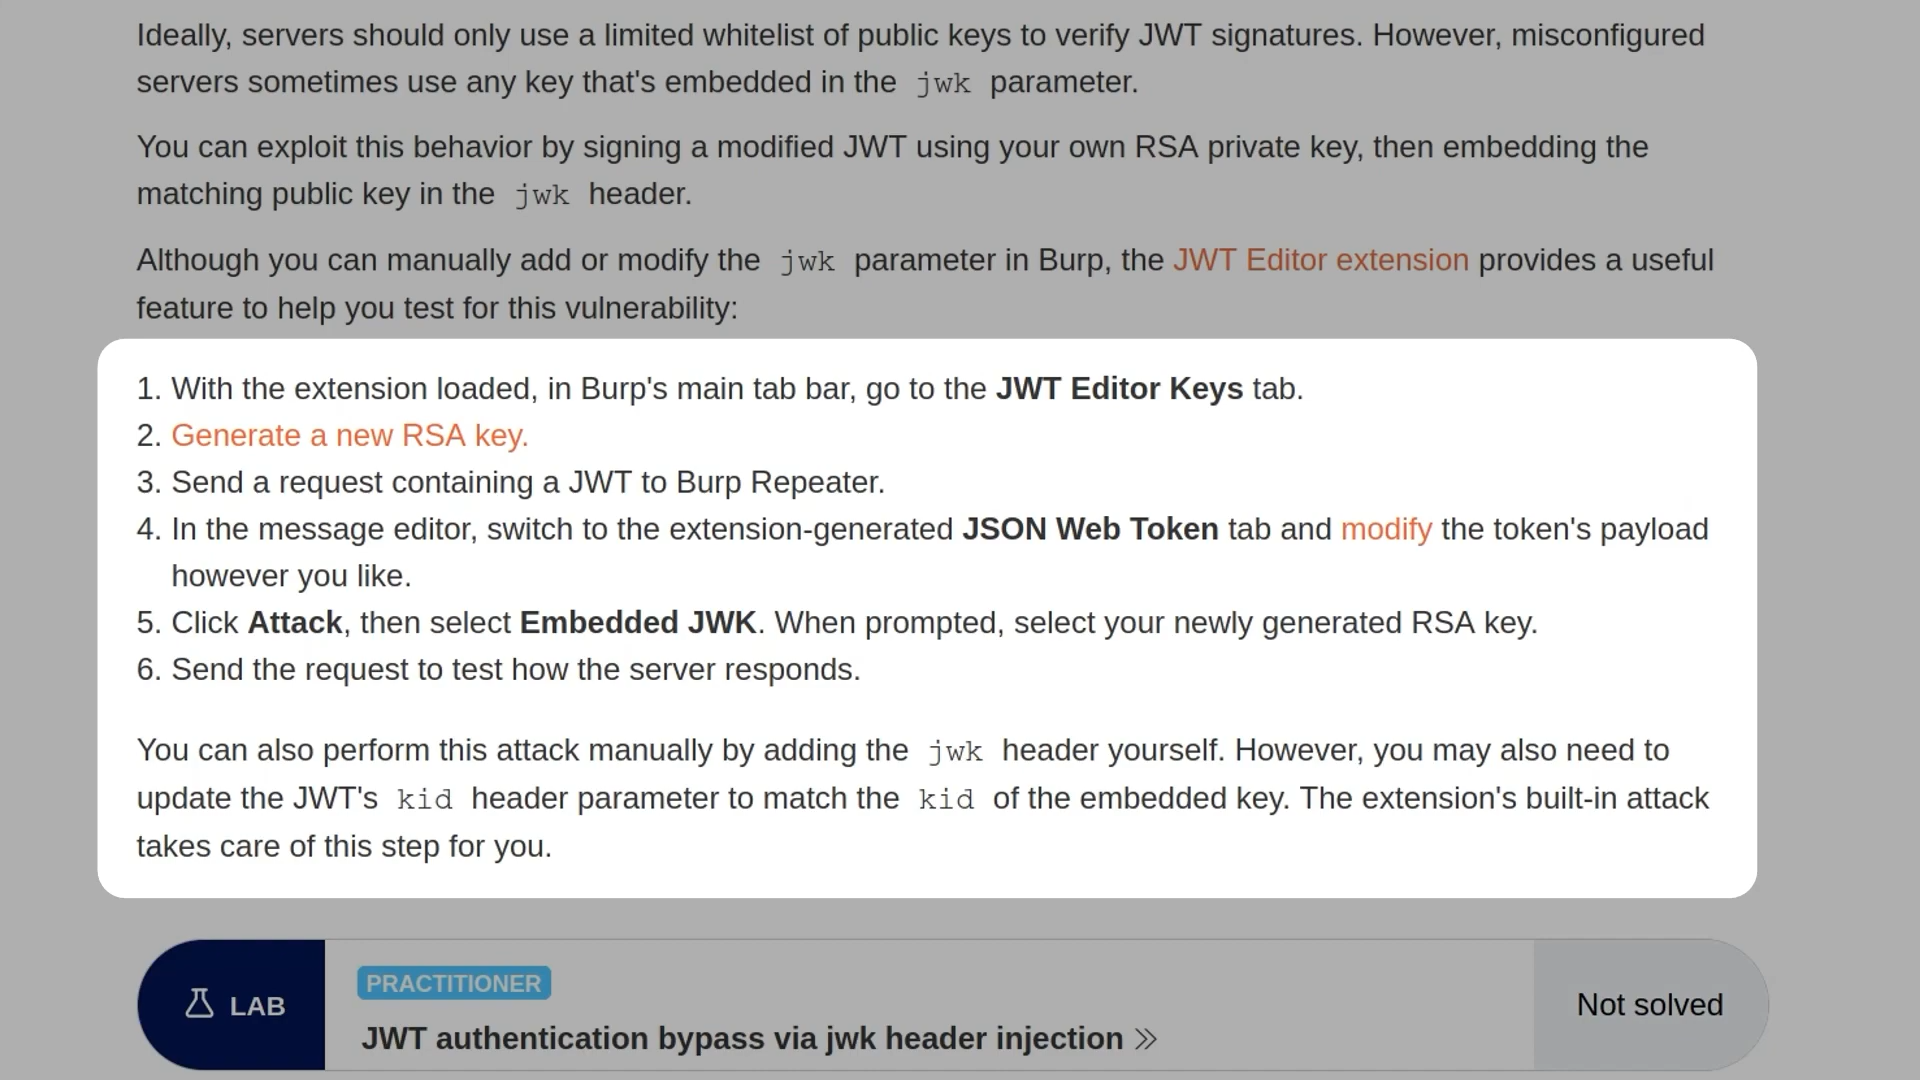 Ideally, servers should only use a limited whitelist of public keys to verify JWT signatures. However, misconfigured
servers sometimes use any key that's embedded in the jwk parameter.
You can exploit this behavior by signing a modified JWT using your own RSA private key, then embedding the
matching public key in the jwk header.
Although you can manually add or modify the jwk parameter in Burp, the JWT Editor extension provides a useful
feature to help you test for this vulnerability:
1. With the extension loaded, in Burp's main tab bar, go to the JWT Editor Keys tab.
2. Generate a new RSA key.
3. Send a request containing a JWT to Burp Repeater.
4. In the message editor, switch to the extension-generated JSON Web Token tab and modify the token's payload
however you like.
5. Click Attack, then select Embedded JWK. When prompted, select your newly generated RSA key.
6. Send the request to test how the server responds.
You can also perform this attack manually by adding the jwk header yourself. However, you may also need to
update the JWT's kid header parameter to match the kid of the embedded key. The extension's built-in attack
takes care of this step for you.
LAB
PRACTITIONER
JWT authentication bypass via jwk header injection
Not solved